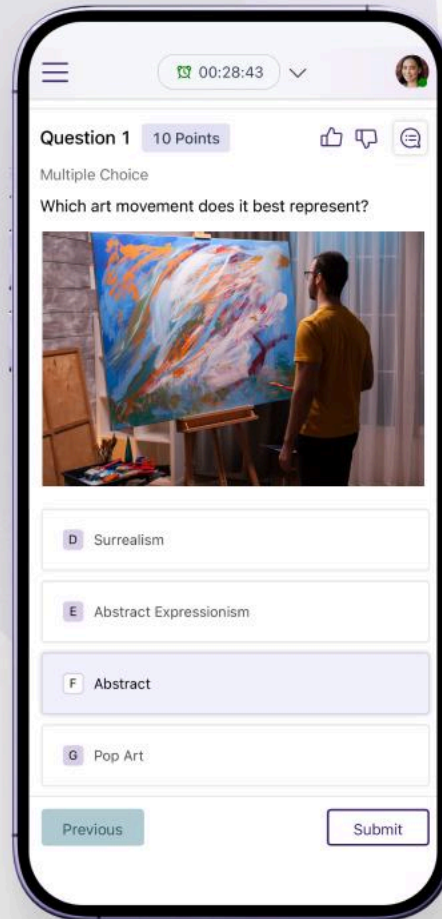 00:28:43
Question 1 10 Points
Multiple Choice
Which art movement does it best represent?
D Surrealism
E Abstract Expressionism
F Abstract
G Pop Art
Previous Submit